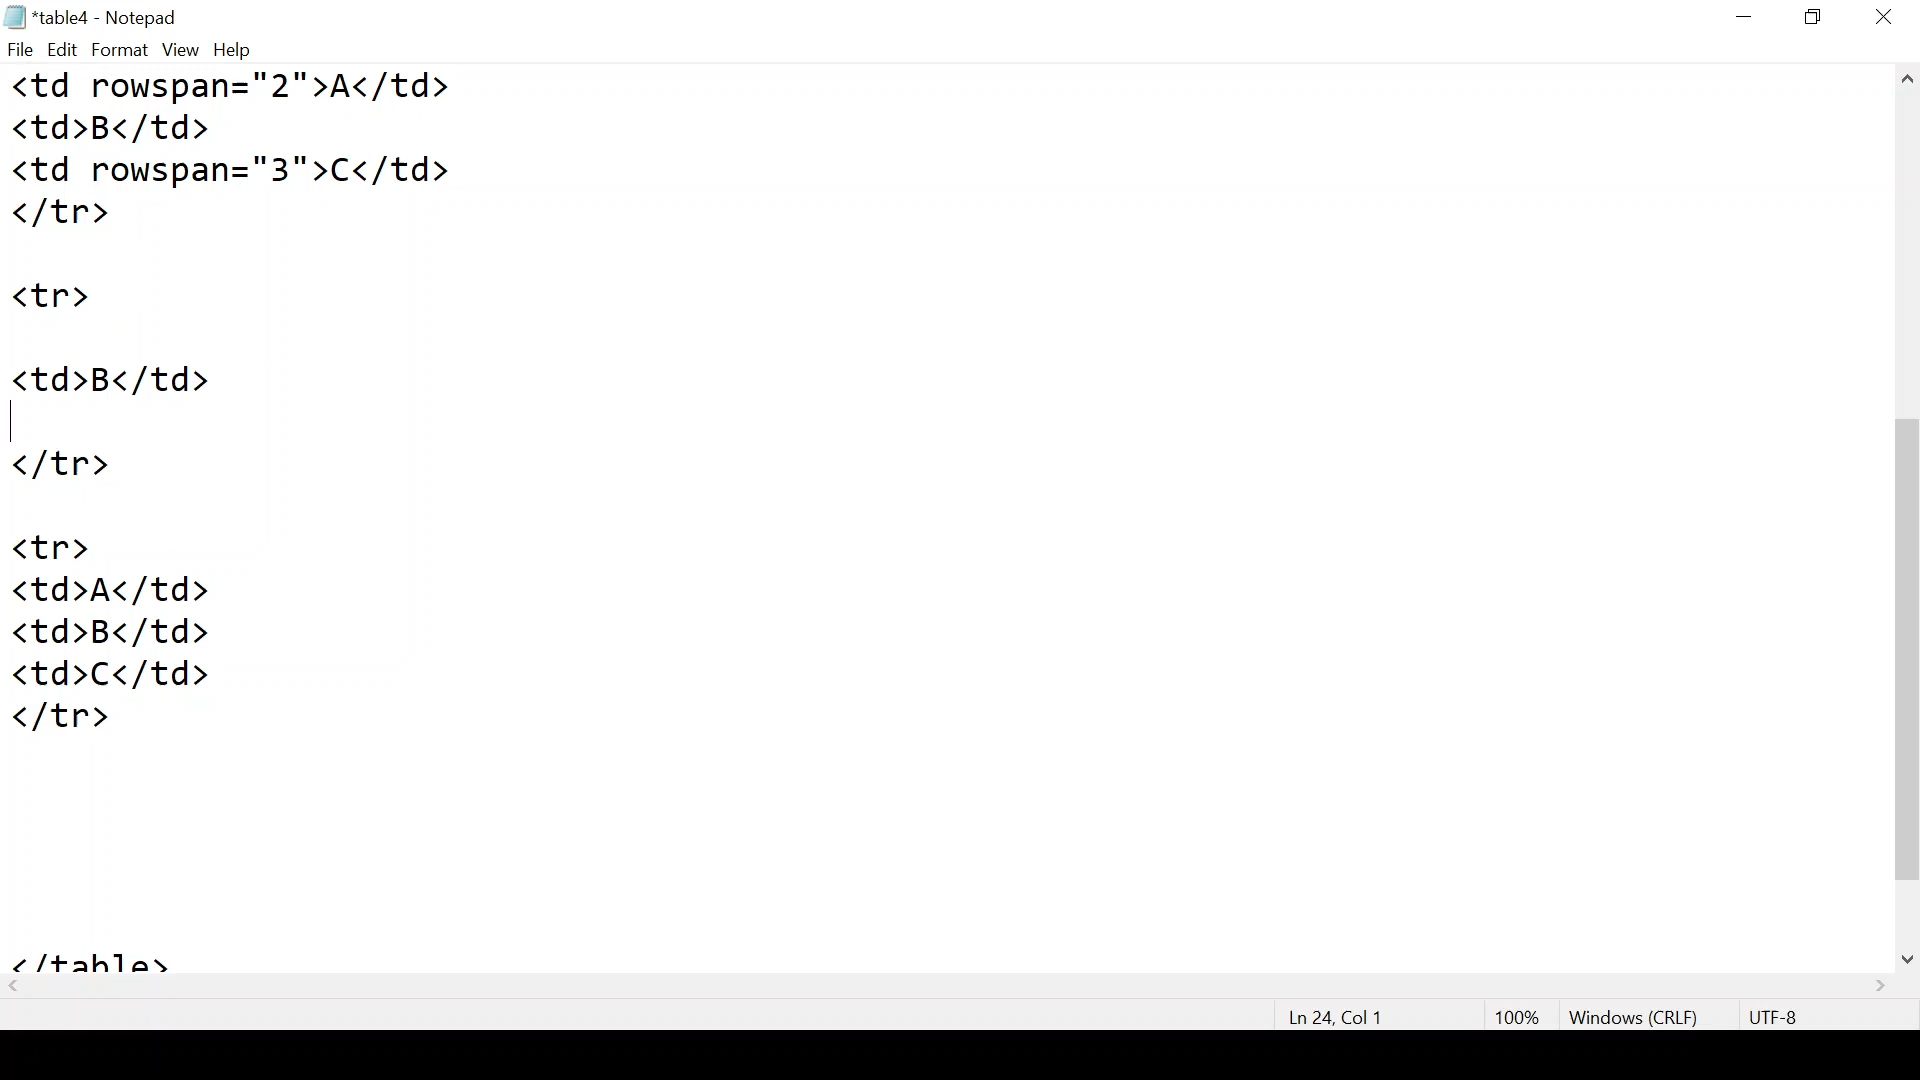 *table4 - Notepad
File Edit Format View Help
<td rowspan="2">A</td>
<td>B</td>
<td rowspan="3">C</td>
</tr>
<tr>
<td>B</td>
</tr>
<tr>
<td>A</td>
<td>B</td>
<td>C</td>
</tr>
</table>
Ln 24, Col 1 100% Windows (CRLF) UTF-8